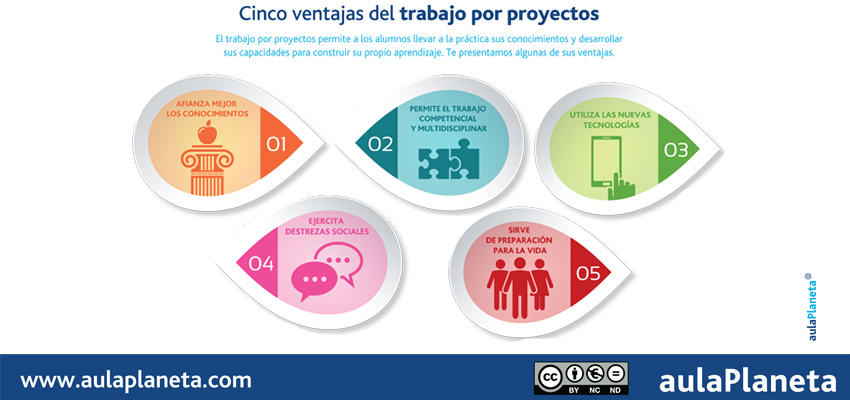 Cinco ventajas del trabajo por proyectos
El trabajo por proyectos permite a los alumnos llevar a la práctica sus conocimientos y desarrollar
sus capacidades para construir su propio aprendizaje. Te presentamos algunas de sus ventajas.
AFIANZA MEJOR
LOS CONOCIMIENTOS
01
PERMITE EL TRABAJO
COMPETENCIAL
Y MULTIDISCIPLINAR
02
UTILIZA LAS NUEVAS
TECNOLOGÍAS
03
EJERCITA
DESTREZAS SOCIALES
04
SIRVE
DE PREPARACIÓN
PARA LA VIDA
05
aulaPlaneta®
www.aulaplaneta.com
cc
BY NC ND
aulaPlaneta